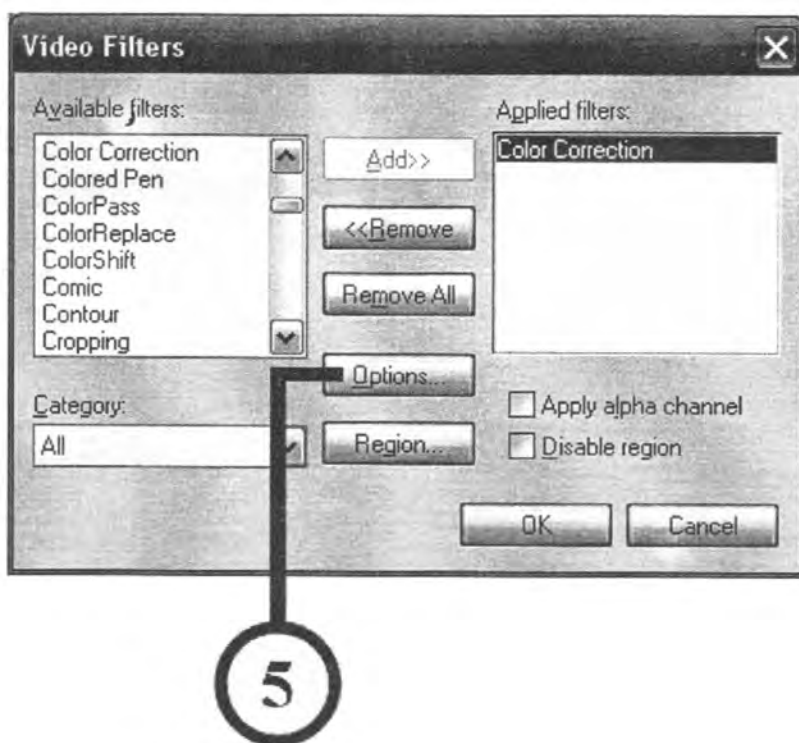 Video Filters
Available filters:
Color Correction
Colored Pen
ColorPass
ColorReplace
ColorShift
Comic
Contour
Cropping
Category:
All
Add>>
<<Remove
Remove All
Options...
Region...
Applied filters:
Color Correction
Apply alpha channel
Disable region
OK
Cancel
5